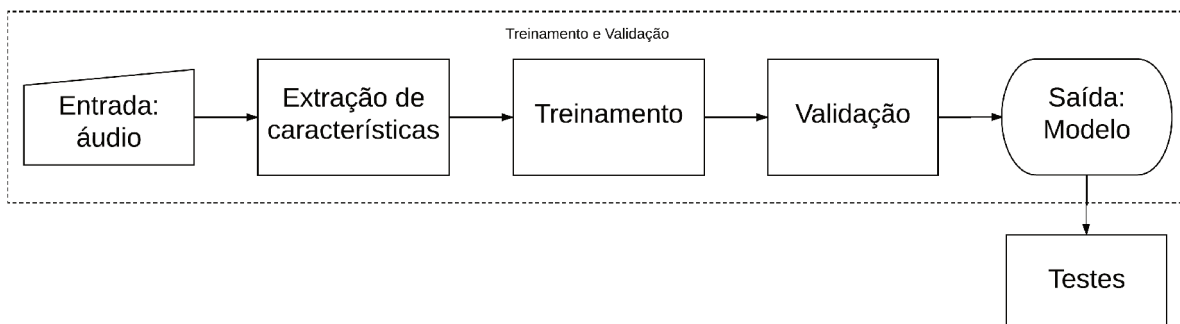 Treinamento e Validação
Entrada:
áudio
Extração de
características
Treinamento
Validação
Saída:
Modelo
Testes